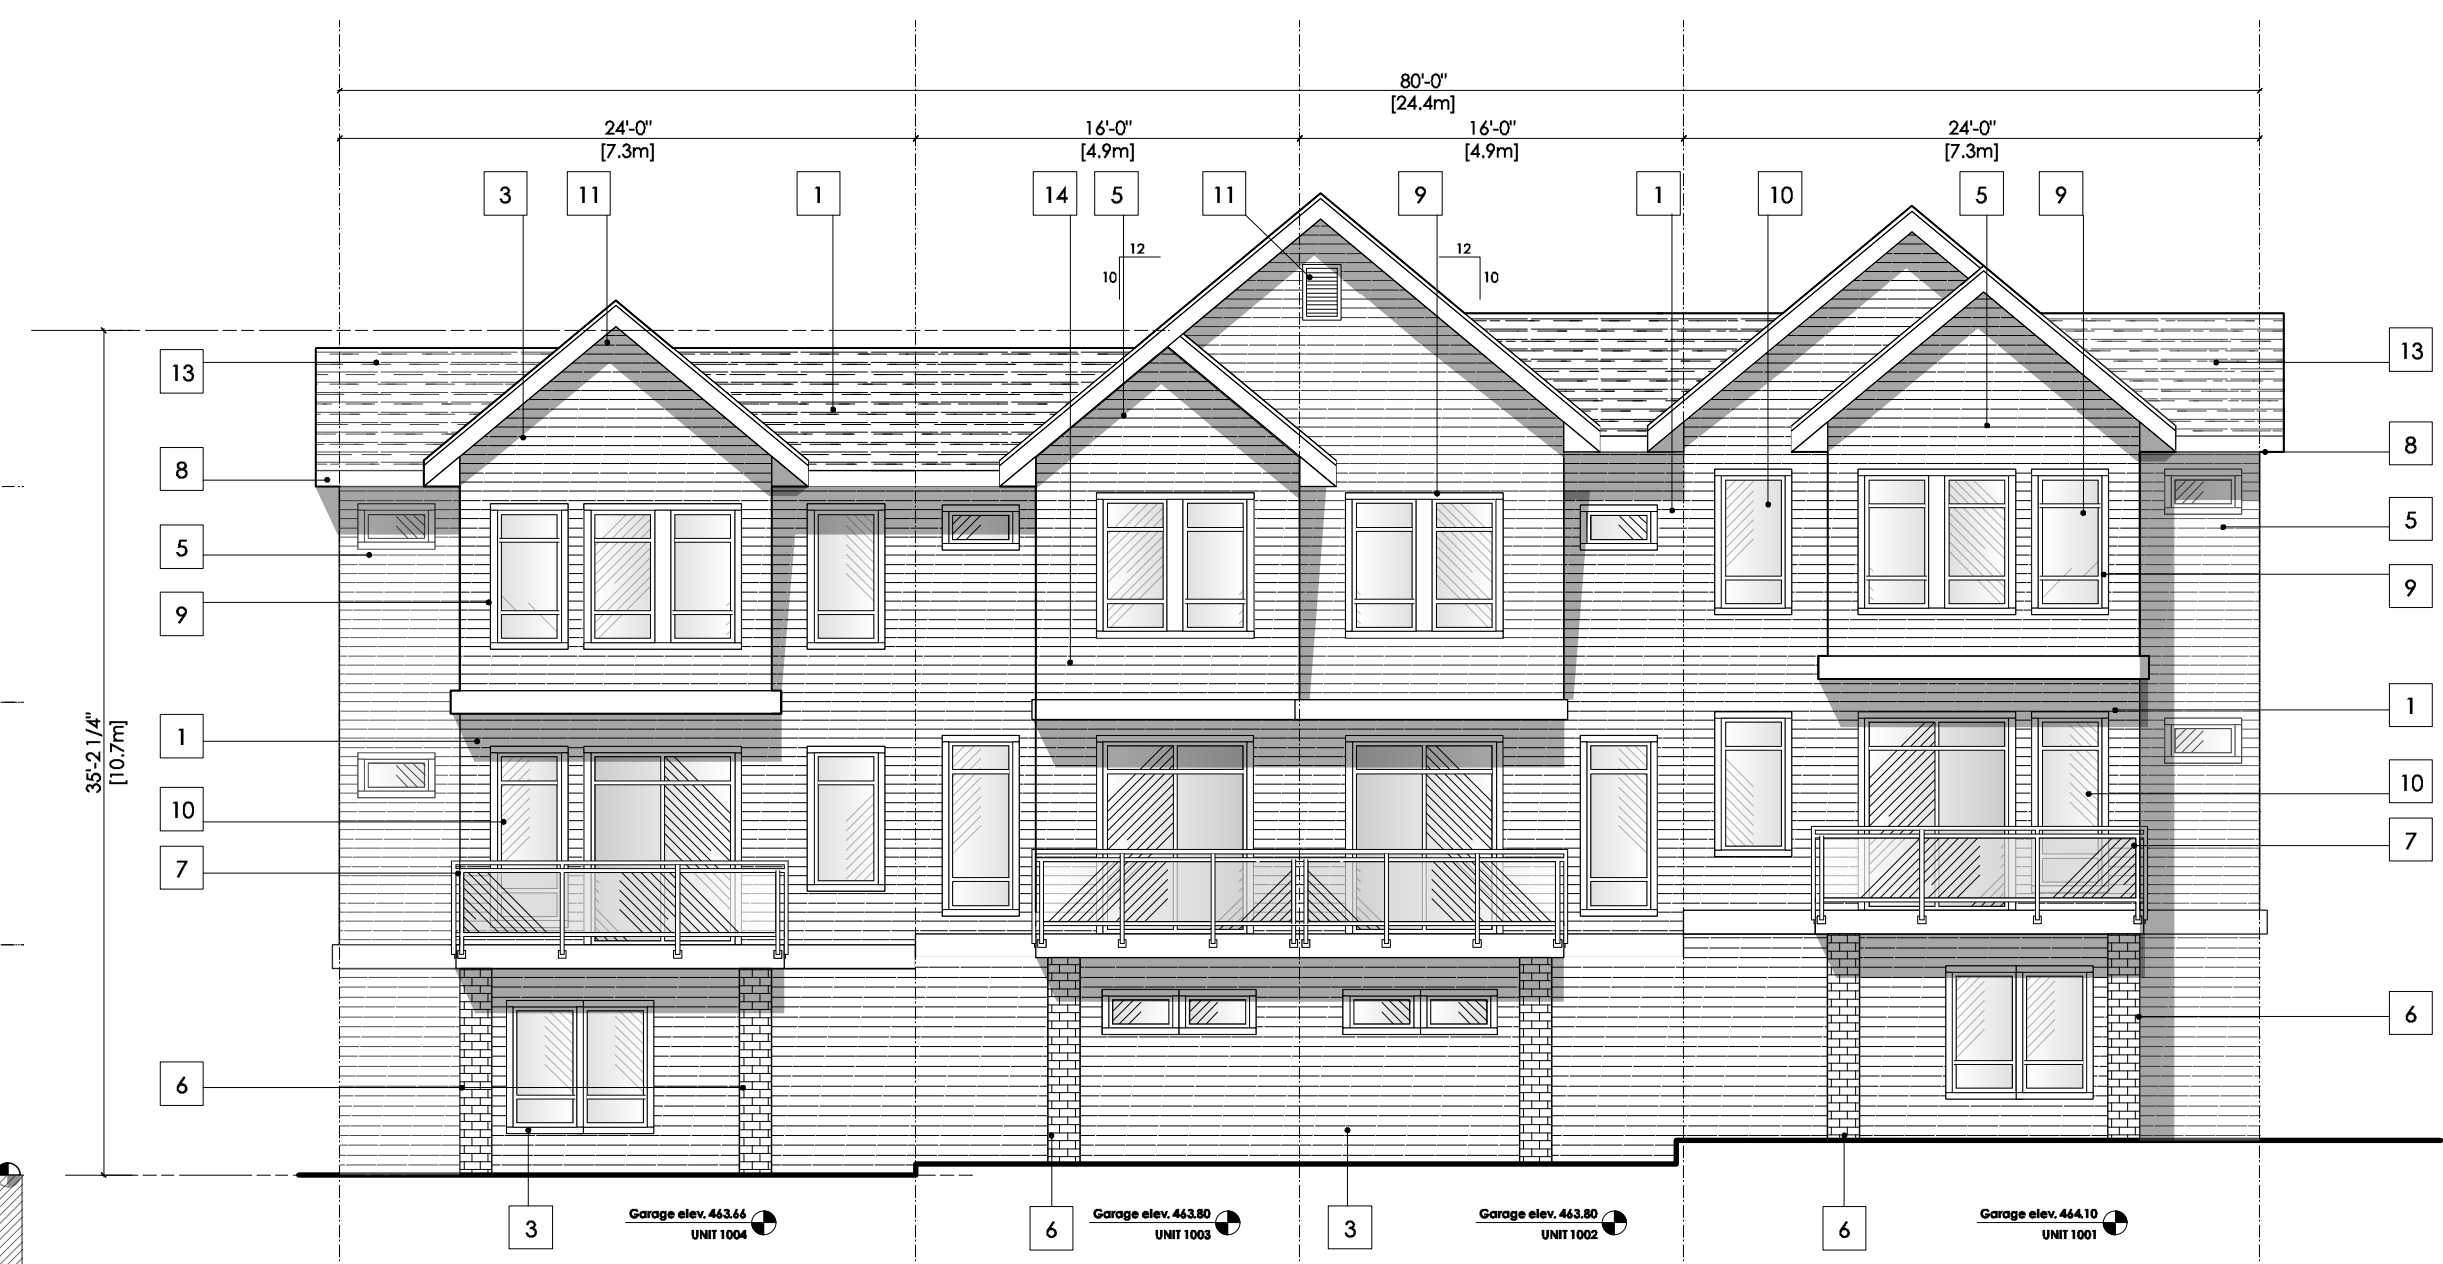 80'-0"
[24.4m]
24'-0"
16'-0"
16'-0"
24'-0"
[7.3m]
[4.9m]
[4.9m]
[7.3m]
3
11
1
14
5
11
9
1
10
5
9
12
12
10
10
13
13
8
8
5
5
9
9
35'-2 1/4"
[10.7m]
1
1
10
10
7
7
6
6
Garage elev. 463.66
UNIT 1004
Garage elev. 463.80
UNIT 1003
Garage elev. 463.80
UNIT 1002
Garage elev. 464.10
UNIT 1001
3
6
3
6